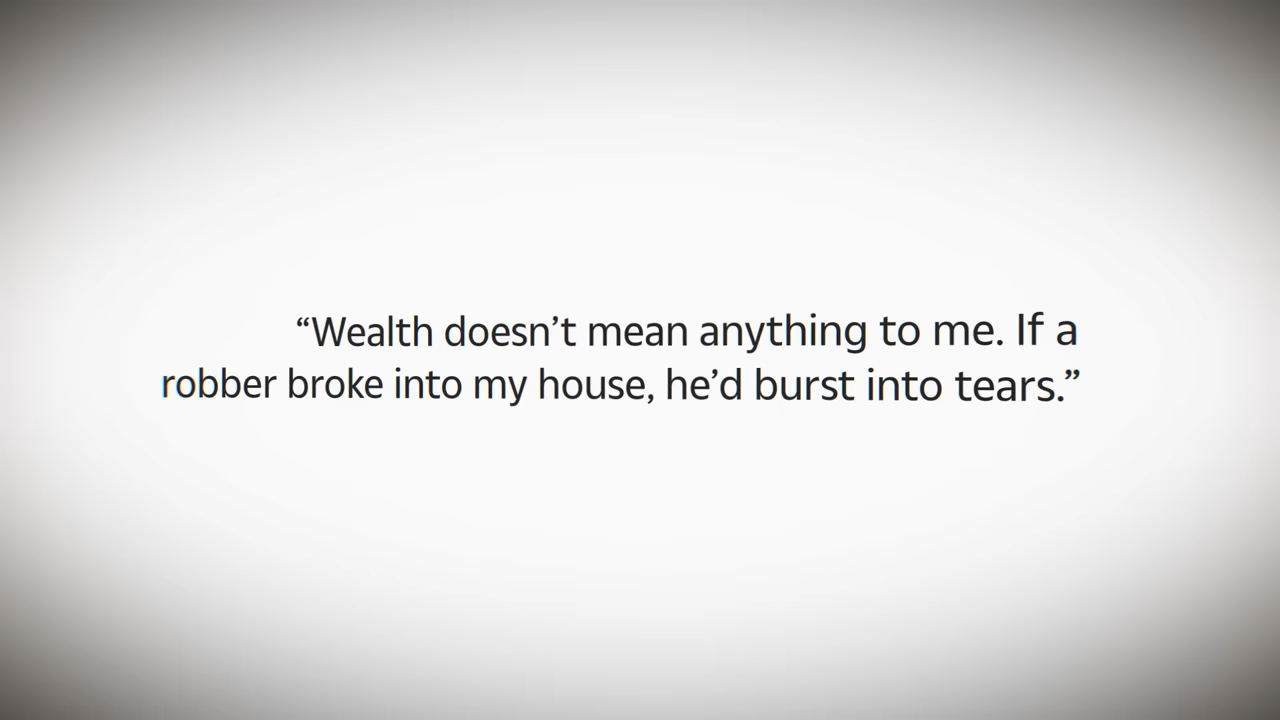 “Wealth doesn’t mean anything to me. If a
robber broke into my house, he’d burst into tears.”